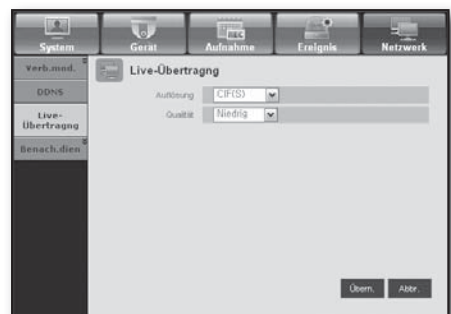 System Gerät Aufnahme Ereignis Netzwerk
Verb.mod.
DDNS
Live-
Übertragng
Benach.dien
Live-Übertragng
Auflösung CIF(S)
Qualität Niedrig
Übern. Abbr.